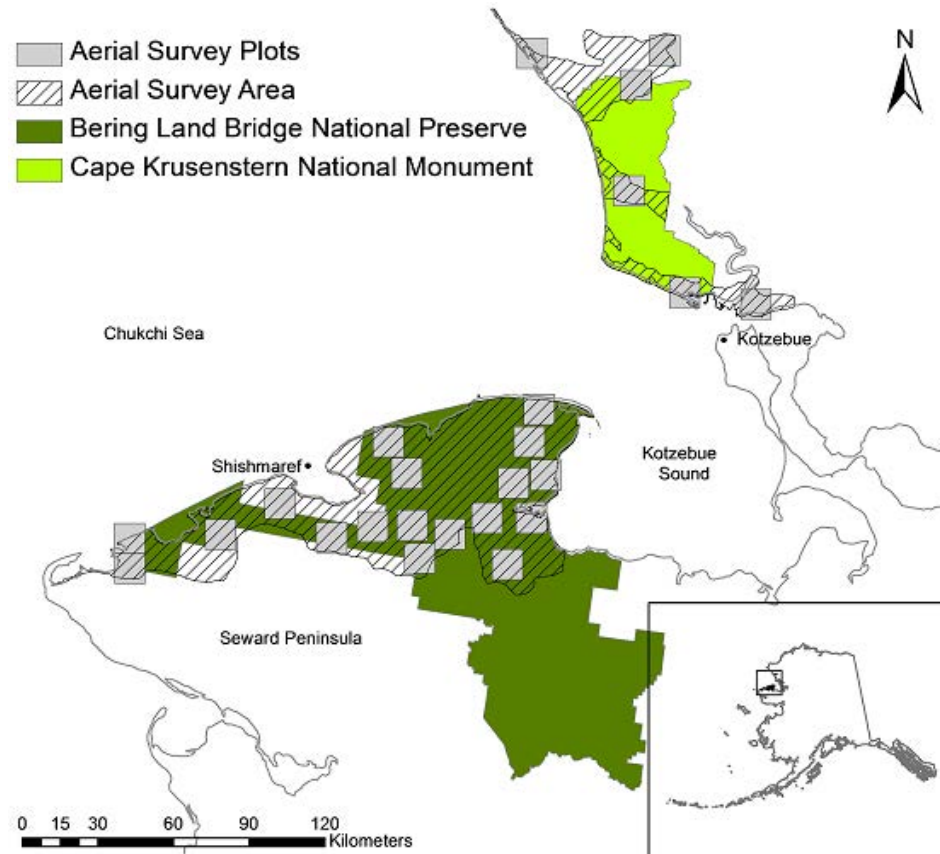 Aerial Survey Plots
Aerial Survey Area
Bering Land Bridge National Preserve
Cape Krusenstern National Monument
N
Chukchi Sea
Kotzebue
Shishmaref
Kotzebue
Sound
Seward Peninsula
0 15 30 60 90 120
Kilometers